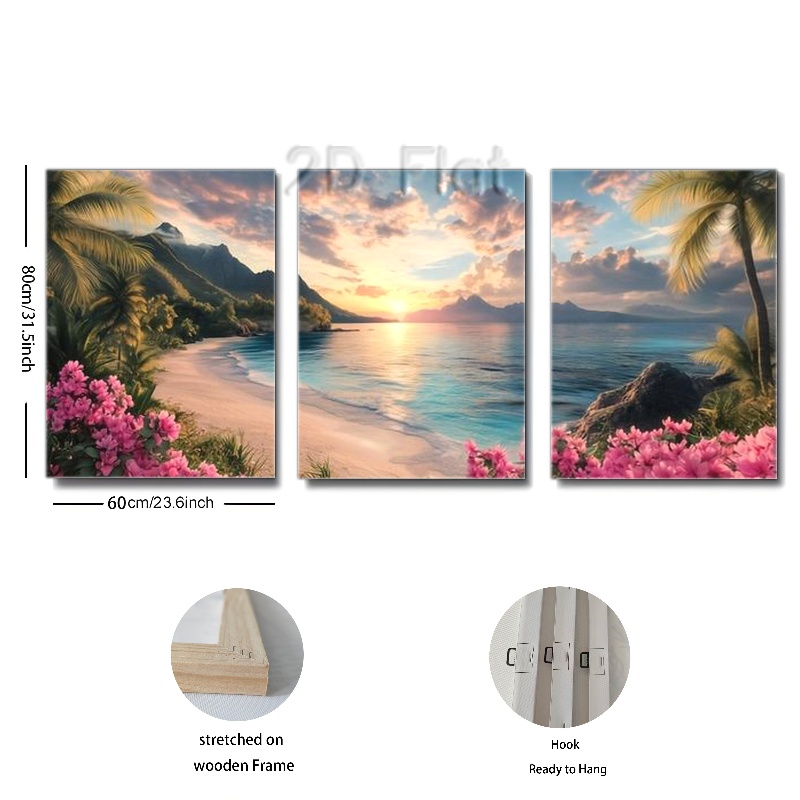 2D Flat
80cm/31.5inch
60cm/23.6inch
stretched on
wooden Frame
Hook
Ready to Hang